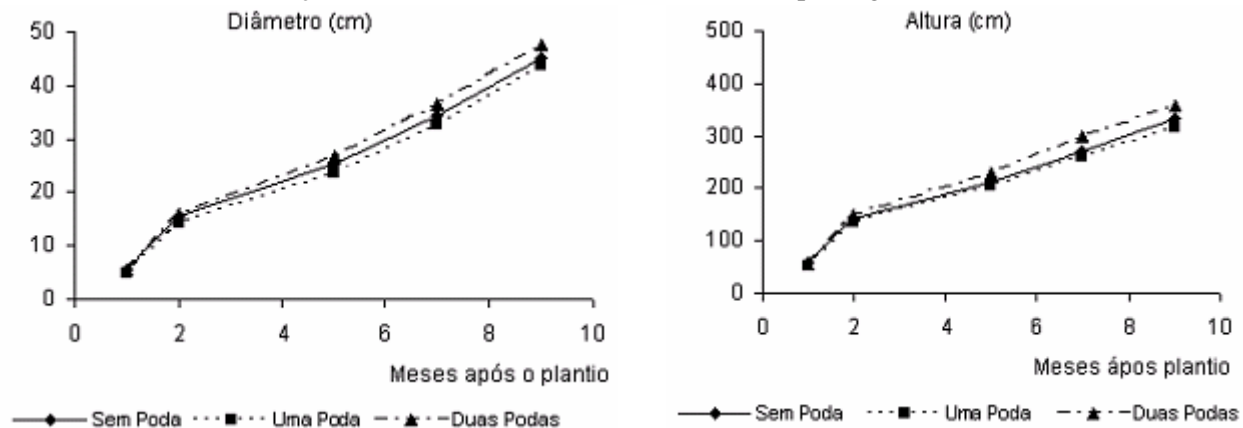 Diâmetro (cm)
50
40
30
20
10
0
0 2 4 6 8 10
Meses após o plantio
Sem Poda Uma Poda Duas Podas
Altura (cm)
500
400
300
200
100
0
0 2 4 6 8 10
Meses ápos plantio
Sem Poda Uma Poda Duas Podas